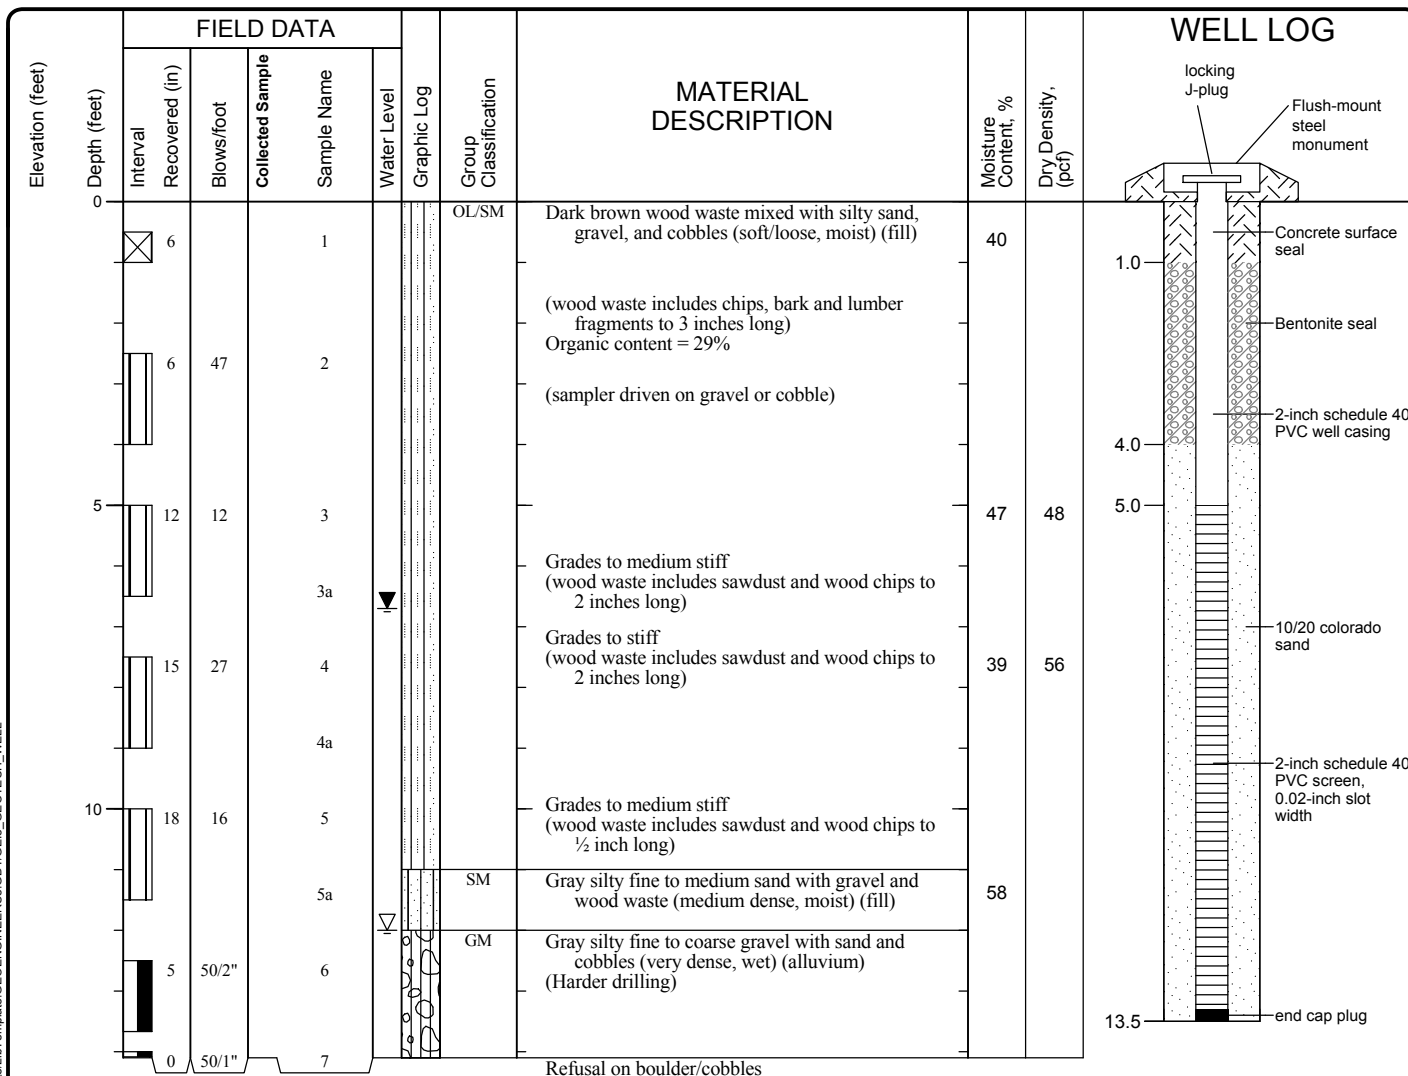 FIELD DATA
WELL LOG
Elevation (feet)
Depth (feet)
Interval
Recovered (in)
Blows/foot
Collected Sample
Sample Name
Water Level
Graphic Log
Group
Classification
MATERIAL
DESCRIPTION
Moisture
Content, %
Dry Density,
(pcf)
locking
J-plug
Flush-mount
steel
monument
0
OL/SM
Dark brown wood waste mixed with silty sand,
gravel, and cobbles (soft/loose, moist) (fill)
6
1
40
Concrete surface
seal
1.0
(wood waste includes chips, bark and lumber
fragments to 3 inches long)
Organic content = 29%
Bentonite seal
6
47
2
(sampler driven on gravel or cobble)
2-inch schedule 40
PVC well casing
4.0
5
12
12
3
47
48
5.0
Grades to medium stiff
(wood waste includes sawdust and wood chips to
2 inches long)
3a
Grades to stiff
(wood waste includes sawdust and wood chips to
2 inches long)
15
27
4
39
56
10/20 colorado
sand
4a
2-inch schedule 40
PVC screen,
0.02-inch slot
width
10
18
16
5
Grades to medium stiff
(wood waste includes sawdust and wood chips to
½ inch long)
SM
Gray silty fine to medium sand with gravel and
wood waste (medium dense, moist) (fill)
5a
58
GM
Gray silty fine to coarse gravel with sand and
cobbles (very dense, wet) (alluvium)
(Harder drilling)
5
50/2"
6
13.5
end cap plug
0
50/1"
7
Refusal on boulder/cobbles